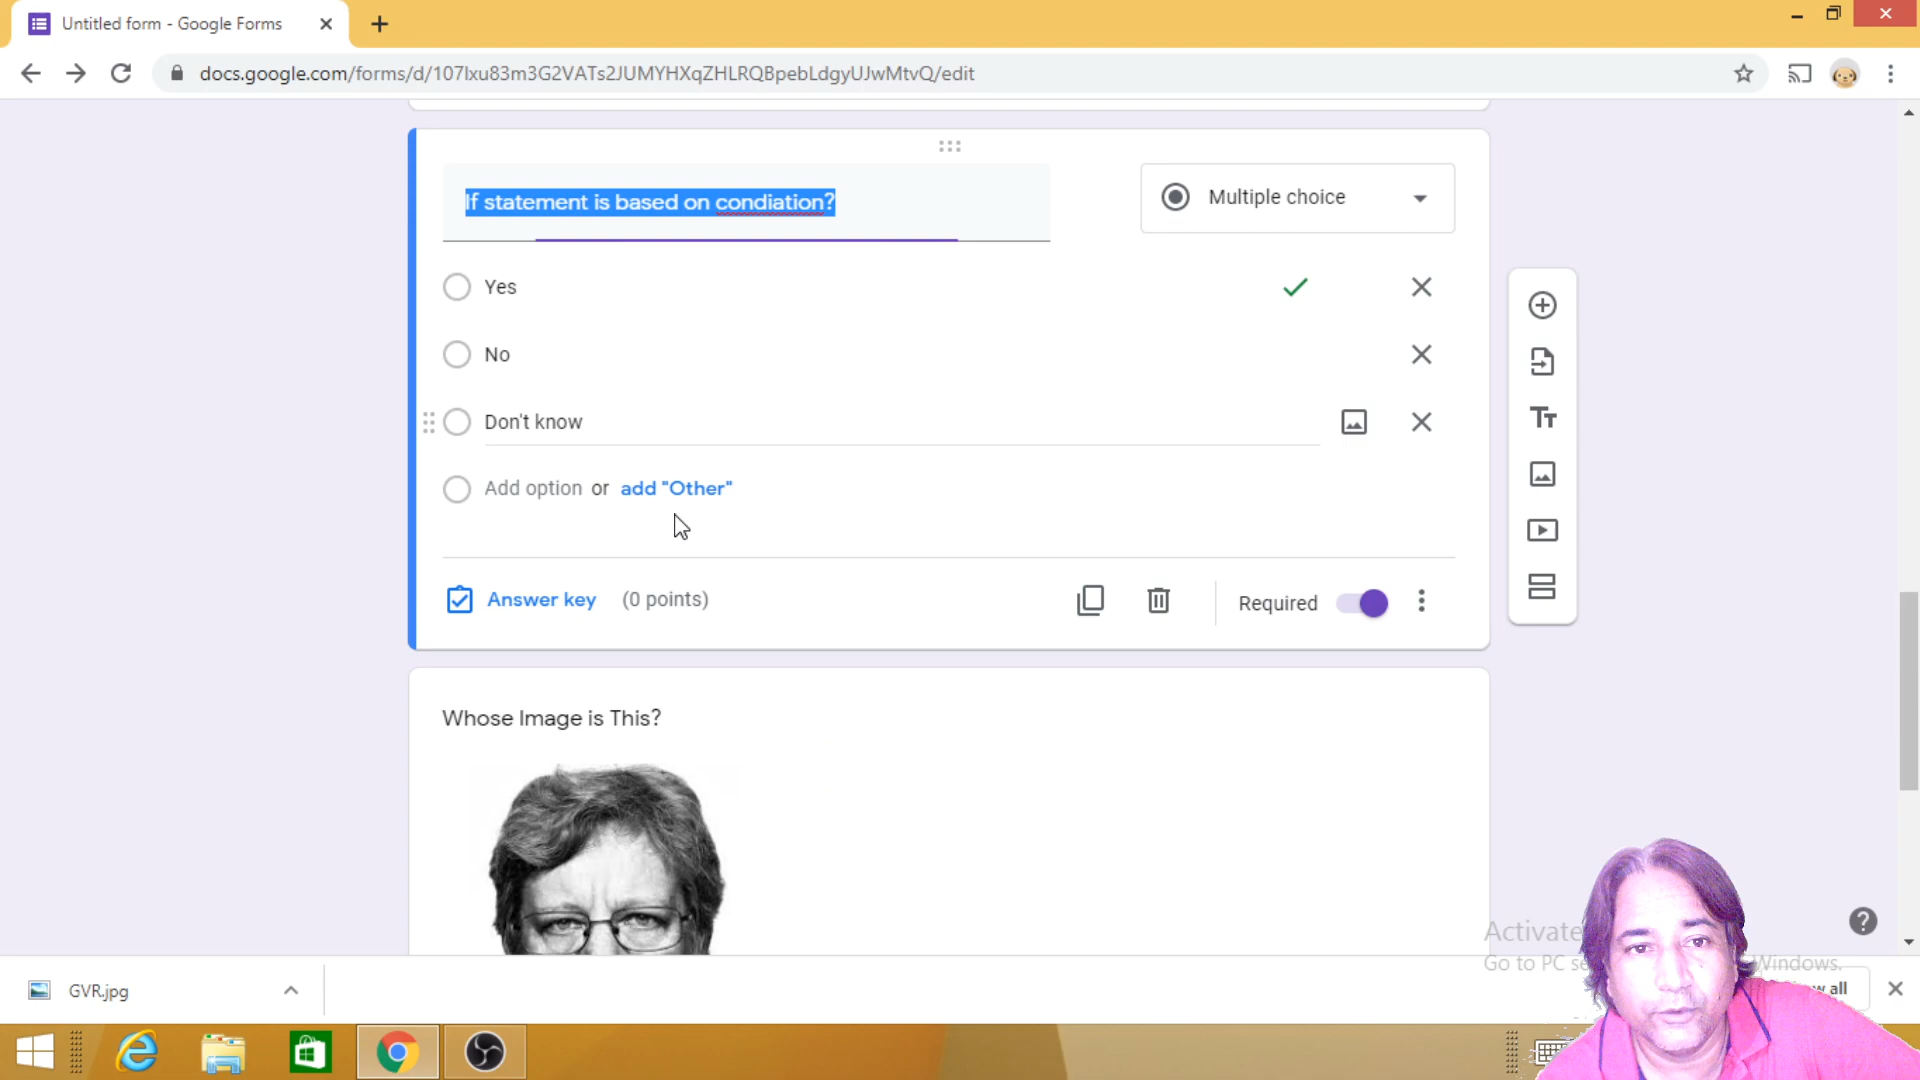 Untitled form - Google Forms
docs.google.com/forms/d/107lxu83m3G2VATs2JUMYHXqZHLRQBpebLdgyUJwMtvQ/edit
If statement is based on condiation?
Multiple choice
Yes
No
Don't know
Add option or add "Other"
Answer key (0 points)
Required
Whose Image is This?
Activate
Go to PC Windows.
GVR.jpg
all